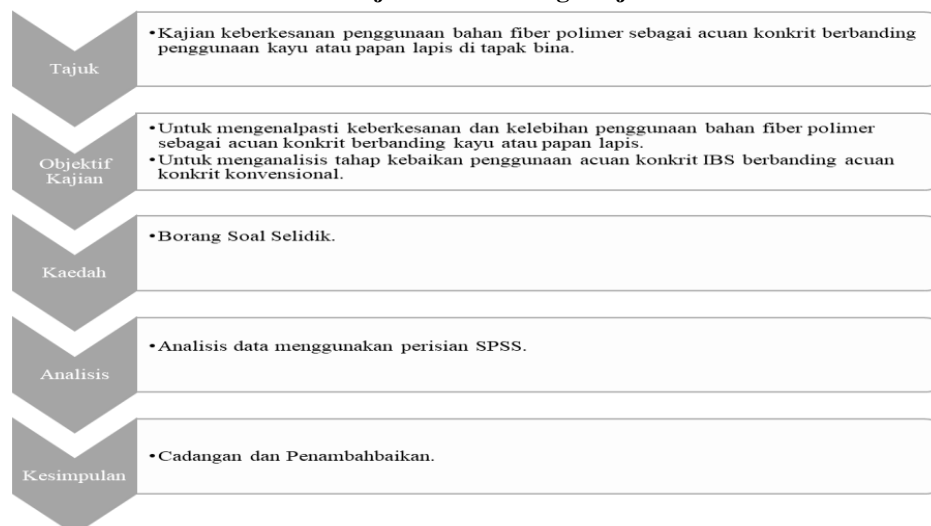 Tajuk
•Kajian keberkesanan penggunaan bahan fiber polimer sebagai acuan konkrit berbanding
penggunaan kayu atau papan lapis di tapak bina.
Objektif
Kajian
•Untuk mengenalpasti keberkesanan dan kelebihan penggunaan bahan fiber polimer
sebagai acuan konkrit berbanding kayu atau papan lapis.
•Untuk menganalisis tahap kebaikan penggunaan acuan konkrit IBS berbanding acuan
konkrit konvensional.
Kaedah
•Borang Soal Selidik.
Analisis
•Analisis data menggunakan perisian SPSS.
Kesimpulan
•Cadangan dan Penambahbaikan.